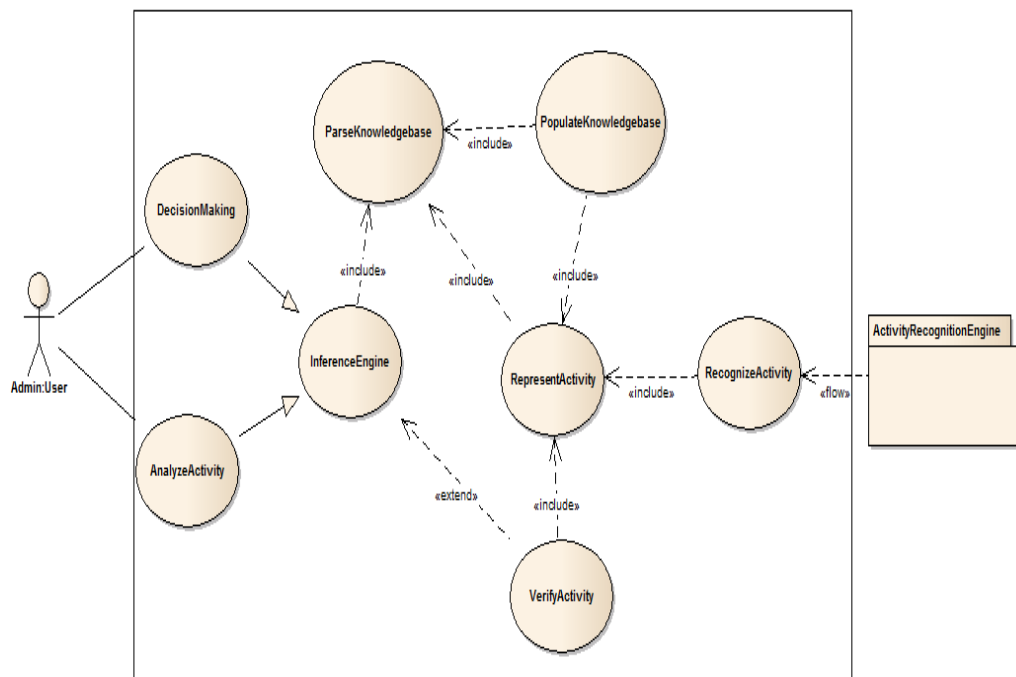 ParseKnowledgebase
PopulateKnowledgebase
«include»
DecisionMaking
«include»
«include»
«include»
Admin:User
InferenceEngine
RepresentActivity
«include»
RecognizeActivity
«flow»
ActivityRecognitionEngine
AnalyzeActivity
«extend»
«include»
VerifyActivity